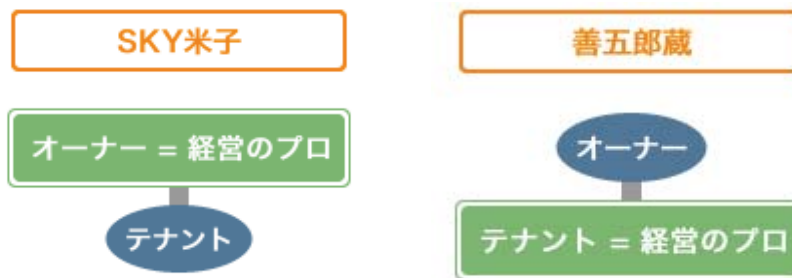 SKY米子
オーナー = 経営のプロ
テナント
善五郎蔵
オーナー
テナント = 経営のプロ